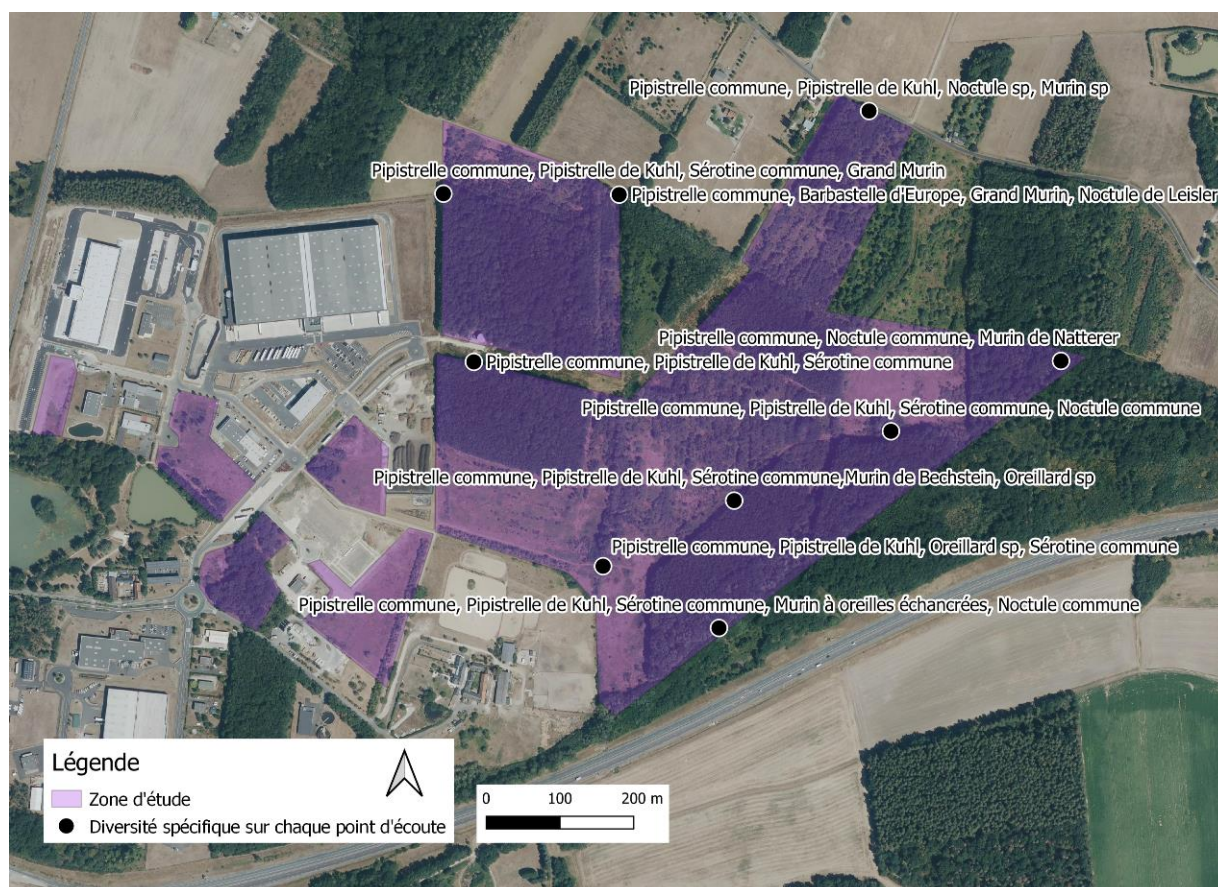 Pipistrelle commune, Pipistrelle de Kuhl, Noctule sp, Murin sp
Pipistrelle commune, Pipistrelle de Kuhl, Sérotine commune, Grand Murin
Pipistrelle commune, Barbastelle d'Europe, Grand Murin, Noctule de Leisler
Pipistrelle commune, Noctule commune, Murin de Natterer
Pipistrelle commune, Pipistrelle de Kuhl, Sérotine commune
Pipistrelle commune, Pipistrelle de Kuhl, Sérotine commune, Noctule commune
Pipistrelle commune, Pipistrelle de Kuhl, Sérotine commune,Murin de Bechstein, Oreillard sp
Pipistrelle commune, Pipistrelle de Kuhl, Oreillard sp, Sérotine commune
Pipistrelle commune, Pipistrelle de Kuhl, Sérotine commune, Murin à oreilles échancrées, Noctule commune
Légende
Zone d'étude
Diversité spécifique sur chaque point d'écoute
0 100 200 m